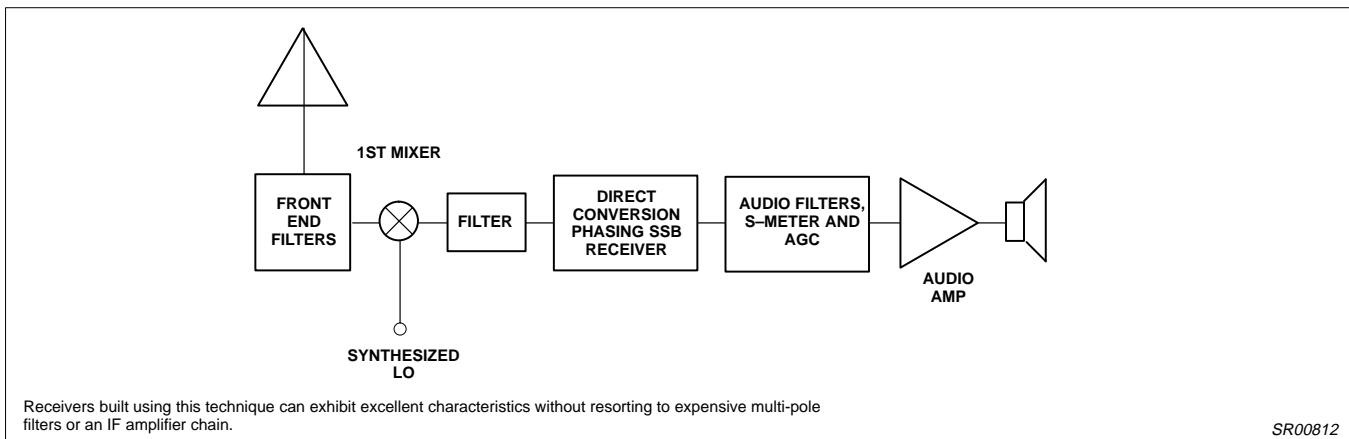 1ST MIXER
FRONT
END
FILTERS
FILTER
DIRECT
CONVERSION
PHASING SSB
RECEIVER
AUDIO FILTERS,
S–METER AND
AGC
AUDIO
AMP
SYNTHESIZED
LO
Receivers built using this technique can exhibit excellent characteristics without resorting to expensive multi-pole
filters or an IF amplifier chain.
SR00812